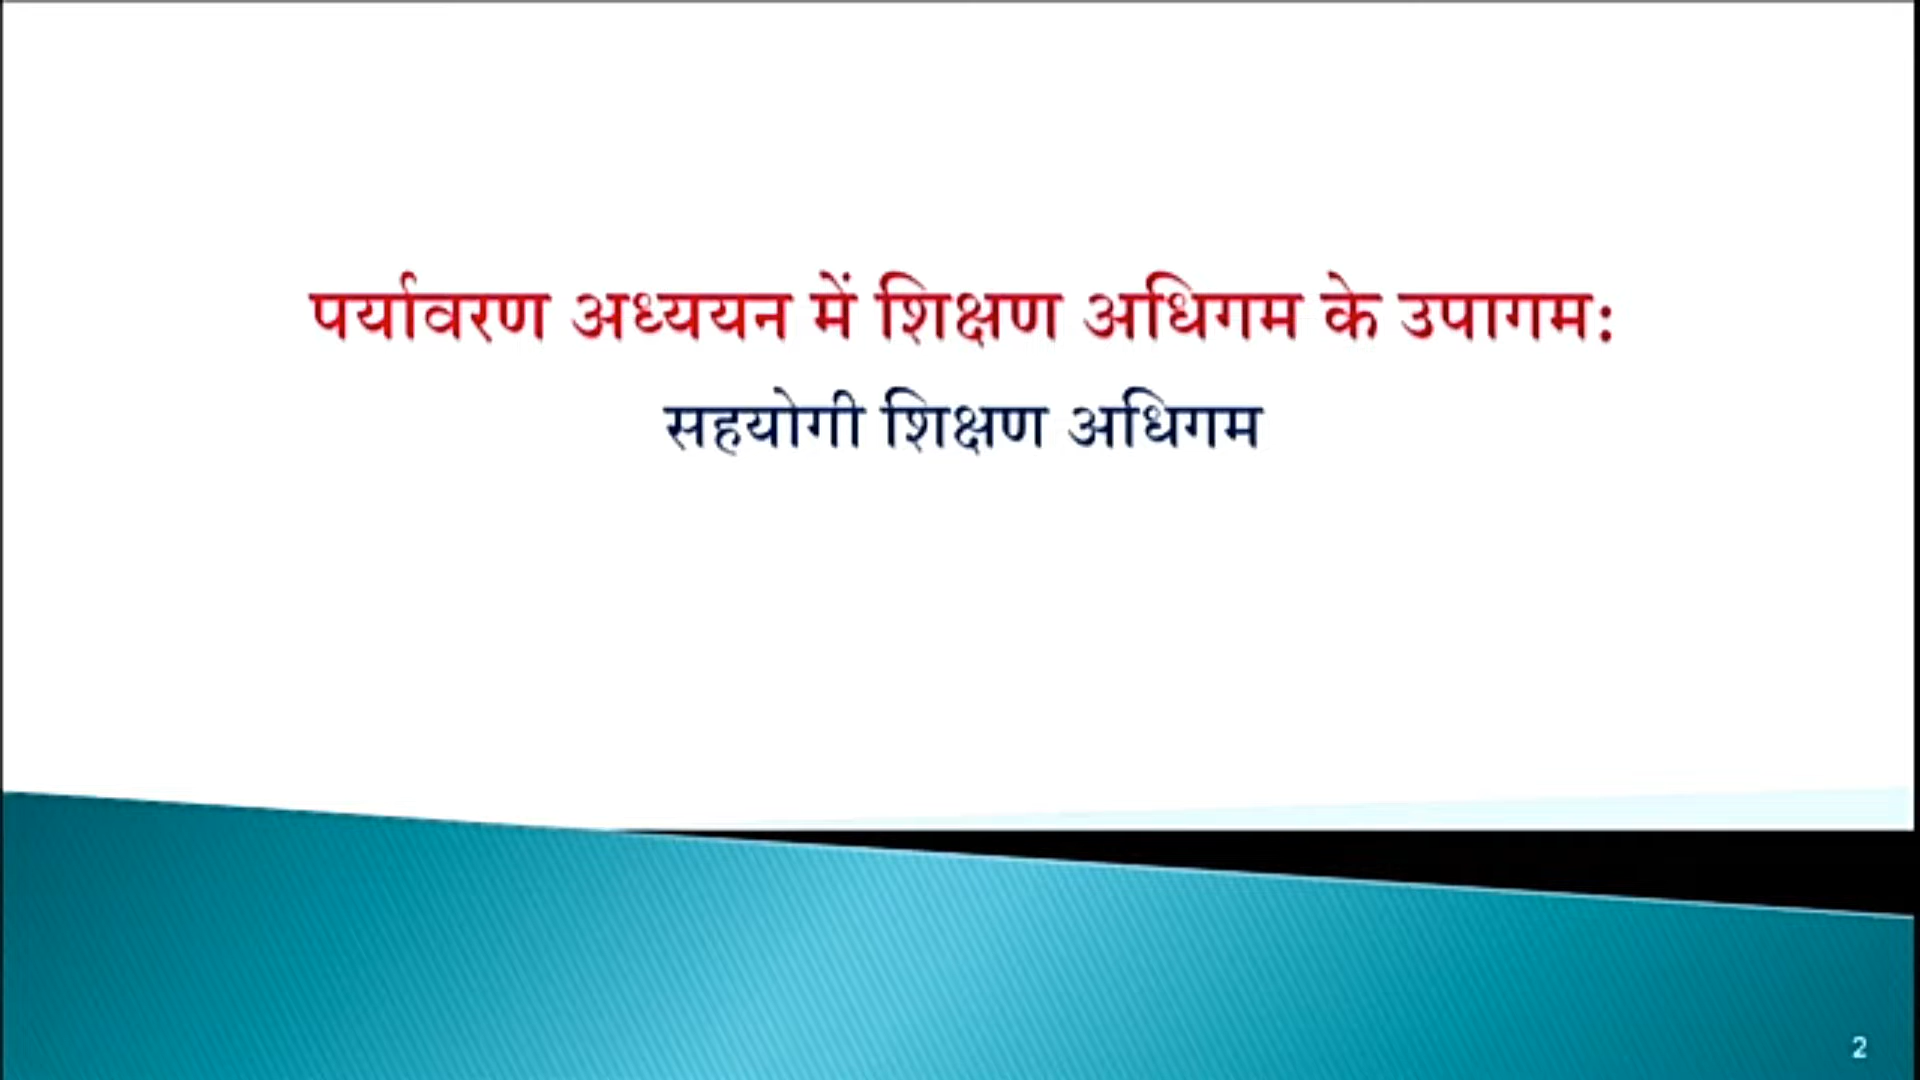 पर्यावरण अध्ययन में शिक्षण अधिगम के उपागम:
सहयोगी शिक्षण अधिगम
2